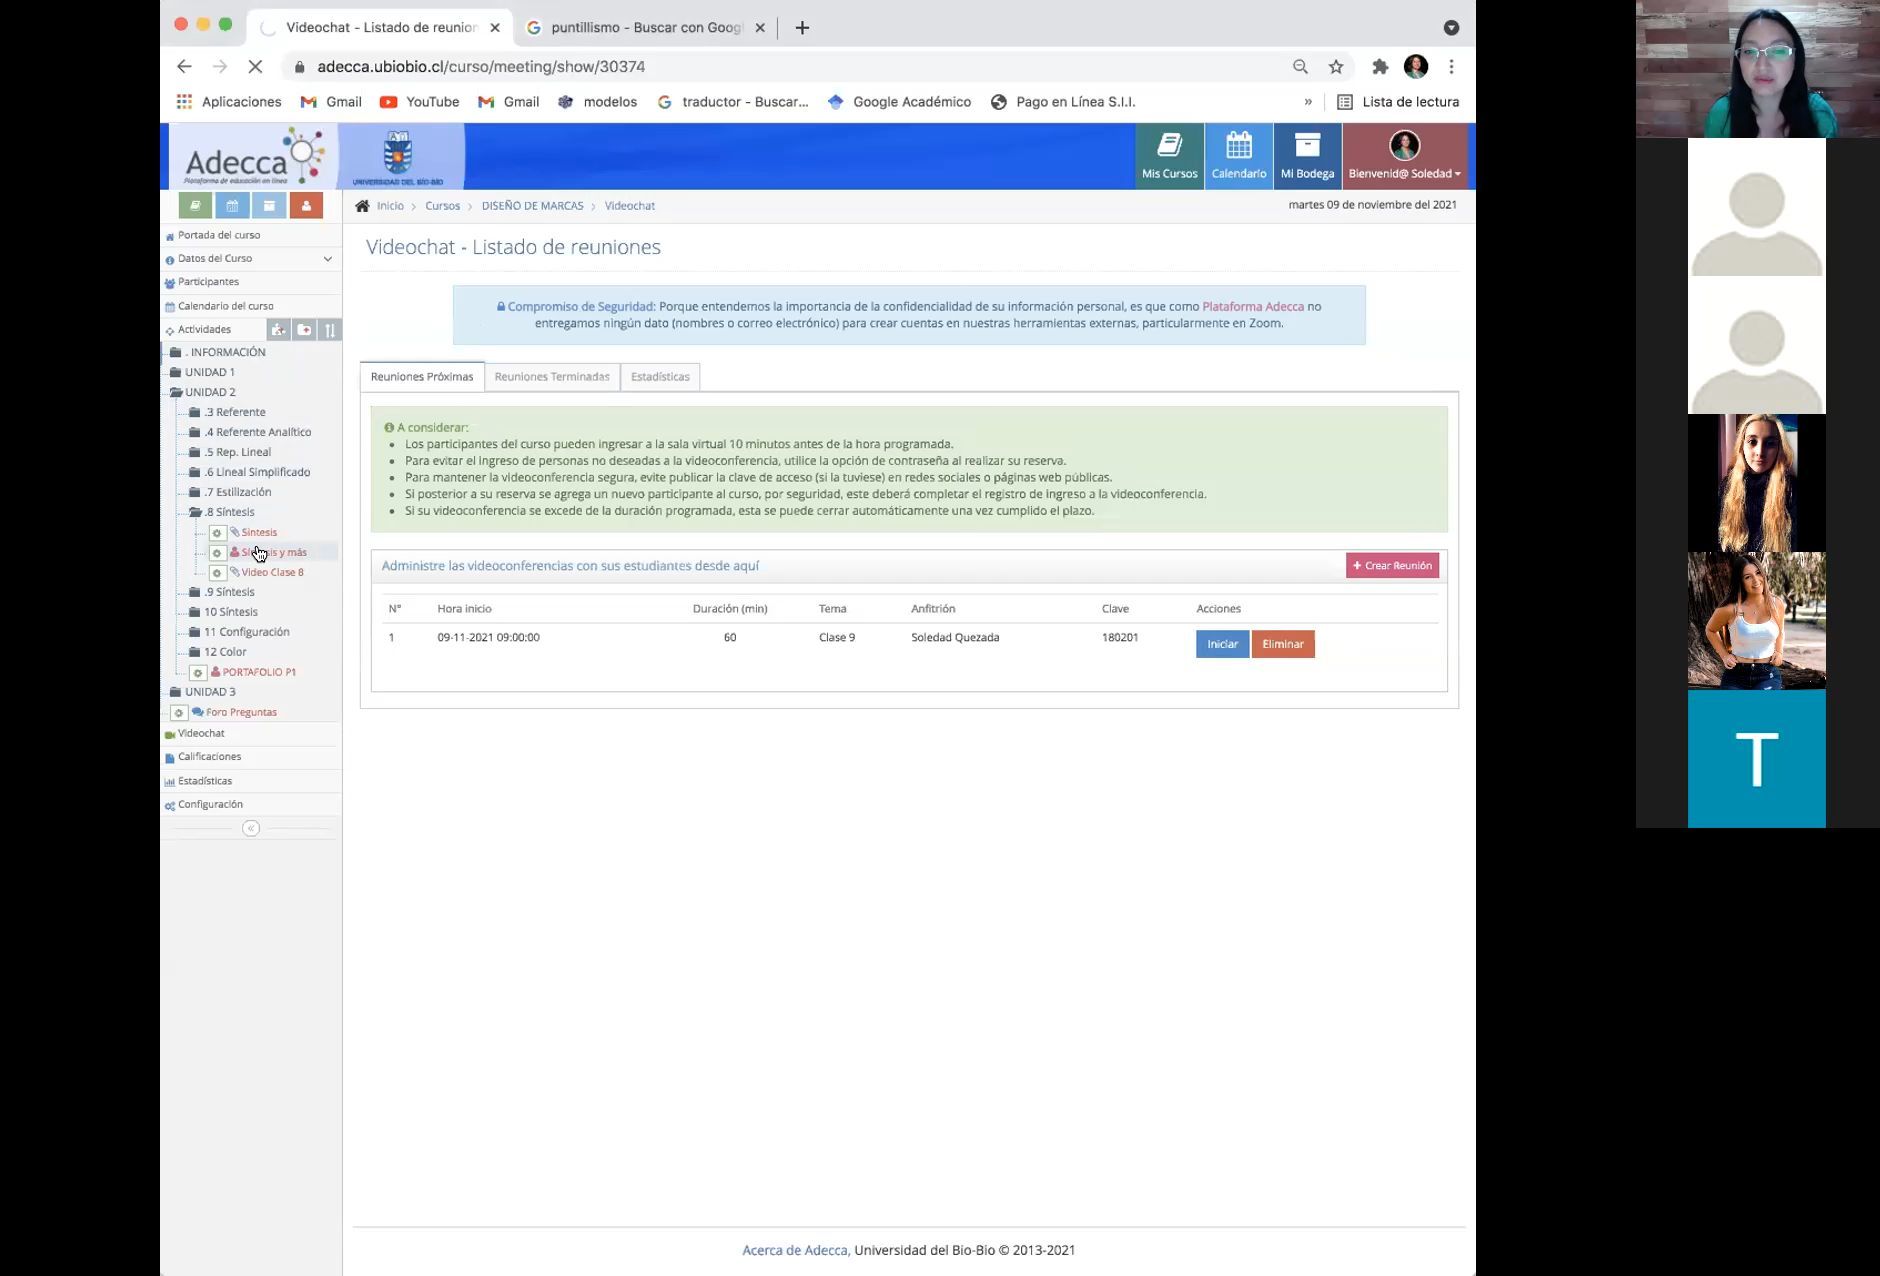 Videochat - Listado de reunion
puntillismo - Buscar con Googl
adecca.ubiobio.cl/curso/meeting/show/30374
Aplicaciones Gmail YouTube Gmail modelos traductor - Buscar... Google Académico Pago en Línea S.I.I. » Lista de lectura
Adecca
Plataforma de educación en línea
UNIVERSIDAD DEL BÍO-BÍO
Mis Cursos Calendario Mi Bodega Bienvenid@ Soledad
Inicio > Cursos > DISEÑO DE MARCAS > Videochat
martes 09 de noviembre del 2021
Portada del curso
Datos del Curso
Participantes
Calendario del curso
Actividades
. INFORMACIÓN
UNIDAD 1
UNIDAD 2
.3 Referente
.4 Referente Analítico
.5 Rep. Lineal
.6 Lineal Simplificado
.7 Estilización
.8 Síntesis
Sintesis
Síntesis y más
Video Clase 8
.9 Síntesis
10 Síntesis
11 Configuración
12 Color
PORTAFOLIO P1
UNIDAD 3
Foro Preguntas
Videochat
Calificaciones
Estadísticas
Configuración
Videochat - Listado de reuniones
Compromiso de Seguridad: Porque entendemos la importancia de la confidencialidad de su información personal, es que como Plataforma Adecca no
entregamos ningún dato (nombres o correo electrónico) para crear cuentas en nuestras herramientas externas, particularmente en Zoom.
Reuniones Próximas Reuniones Terminadas Estadísticas
A considerar:
Los participantes del curso pueden ingresar a la sala virtual 10 minutos antes de la hora programada.
Para evitar el ingreso de personas no deseadas a la videoconferencia, utilice la opción de contraseña al realizar su reserva.
Para mantener la videoconferencia segura, evite publicar la clave de acceso (si la tuviese) en redes sociales o páginas web públicas.
Si posterior a su reserva se agrega un nuevo participante al curso, por seguridad, este deberá completar el registro de ingreso a la videoconferencia.
Si su videoconferencia se excede de la duración programada, esta se puede cerrar automáticamente una vez cumplido el plazo.
Administre las videoconferencias con sus estudiantes desde aquí
+ Crear Reunión
N° Hora inicio Duración (min) Tema Anfitrión Clave Acciones
1 09-11-2021 09:00:00 60 Clase 9 Soledad Quezada 180201 Iniciar Eliminar
Acerca de Adecca, Universidad del Bio-Bio © 2013-2021
T